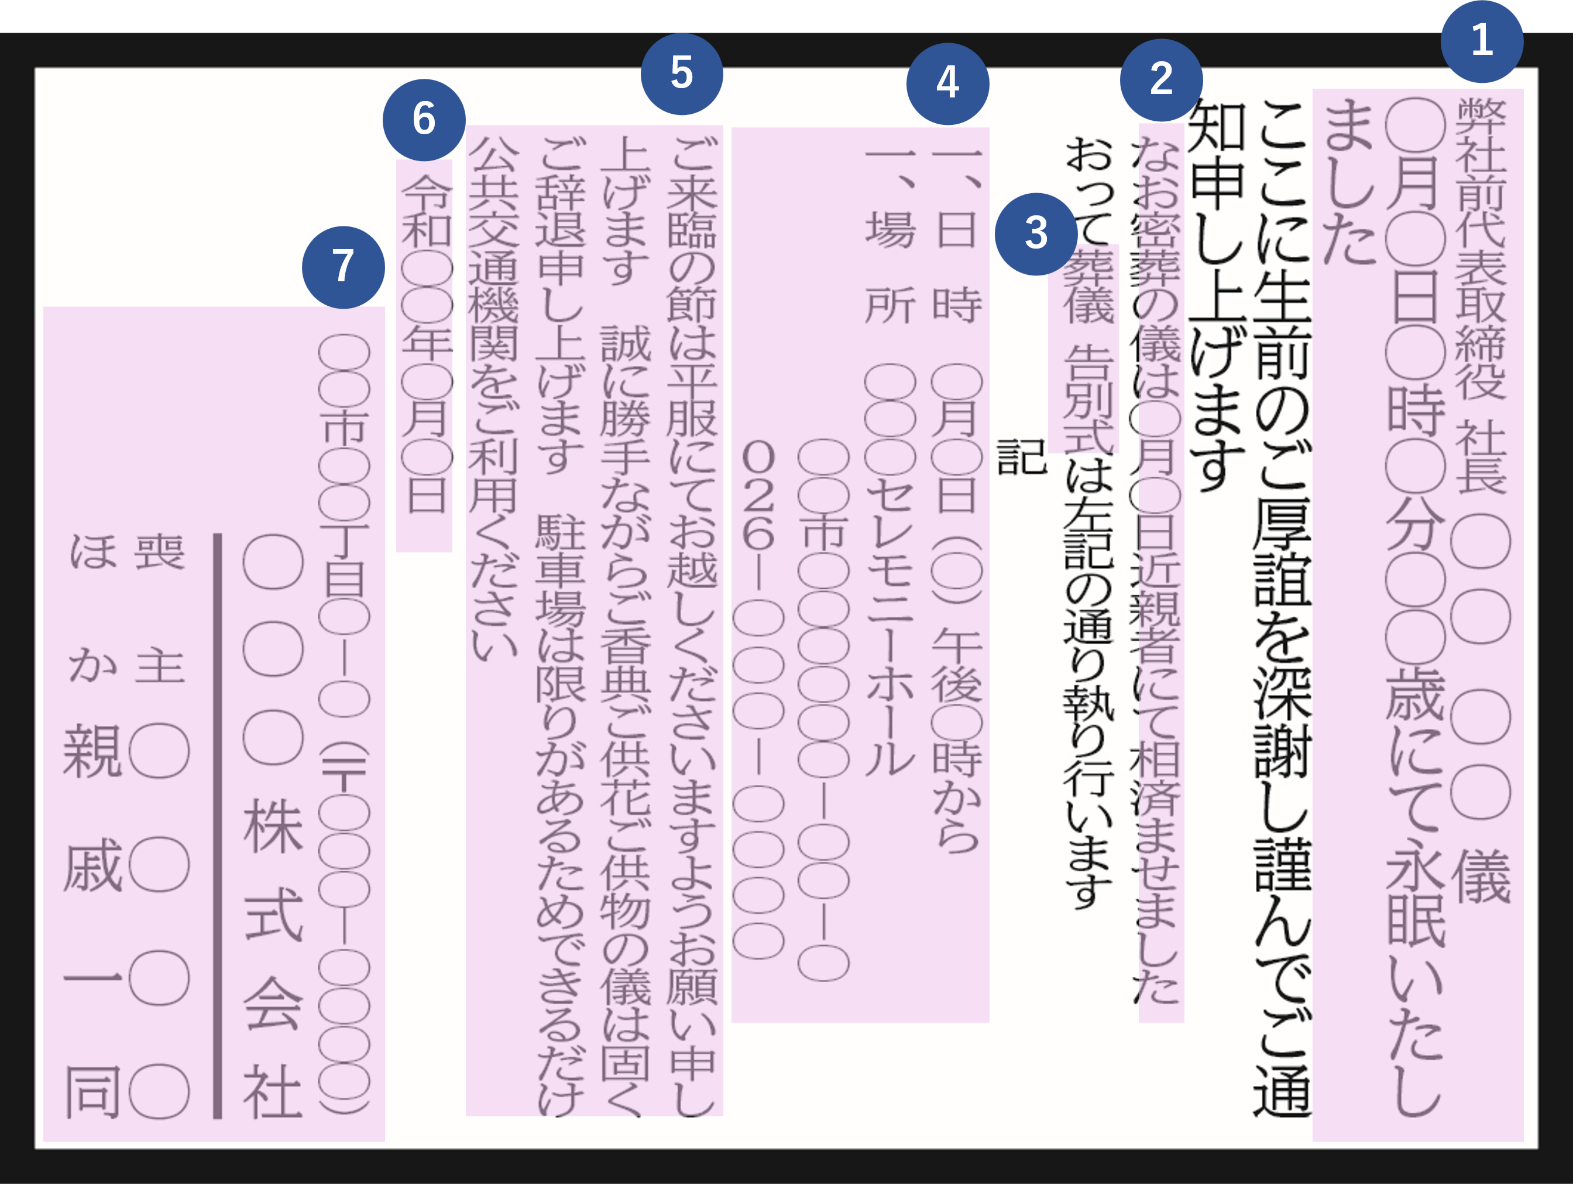 1
弊社前代表取締役 社長 〇〇 〇〇 儀
〇月〇日〇時〇分〇〇歳にて永眠いたし
ました
ここに生前のご厚誼を深謝し謹んでご通
知申し上げます
2
なお密葬の儀は〇月〇日近親者にて相済ませました
3
おって葬儀 告別式は左記の通り執り行います
記
4
一、日 時 〇月〇日（〇）午後〇時から
一、場 所 〇〇〇セレモニーホール
〇〇市〇〇〇〇〇〇－〇〇－〇
026－〇〇〇－〇〇〇〇
5
ご来臨の節は平服にてお越しくださいますようお願い申し
上げます 誠に勝手ながらご香典ご供花ご供物の儀は固く
ご辞退申し上げます 駐車場は限りがあるためできるだけ
公共交通機関をご利用ください
6
令和〇〇年〇月〇日
7
〇〇市〇〇丁自〇－〇（〒〇〇〇－〇〇〇〇）
〇〇〇株式会社
喪 主 〇〇〇〇
ほか 親戚一同